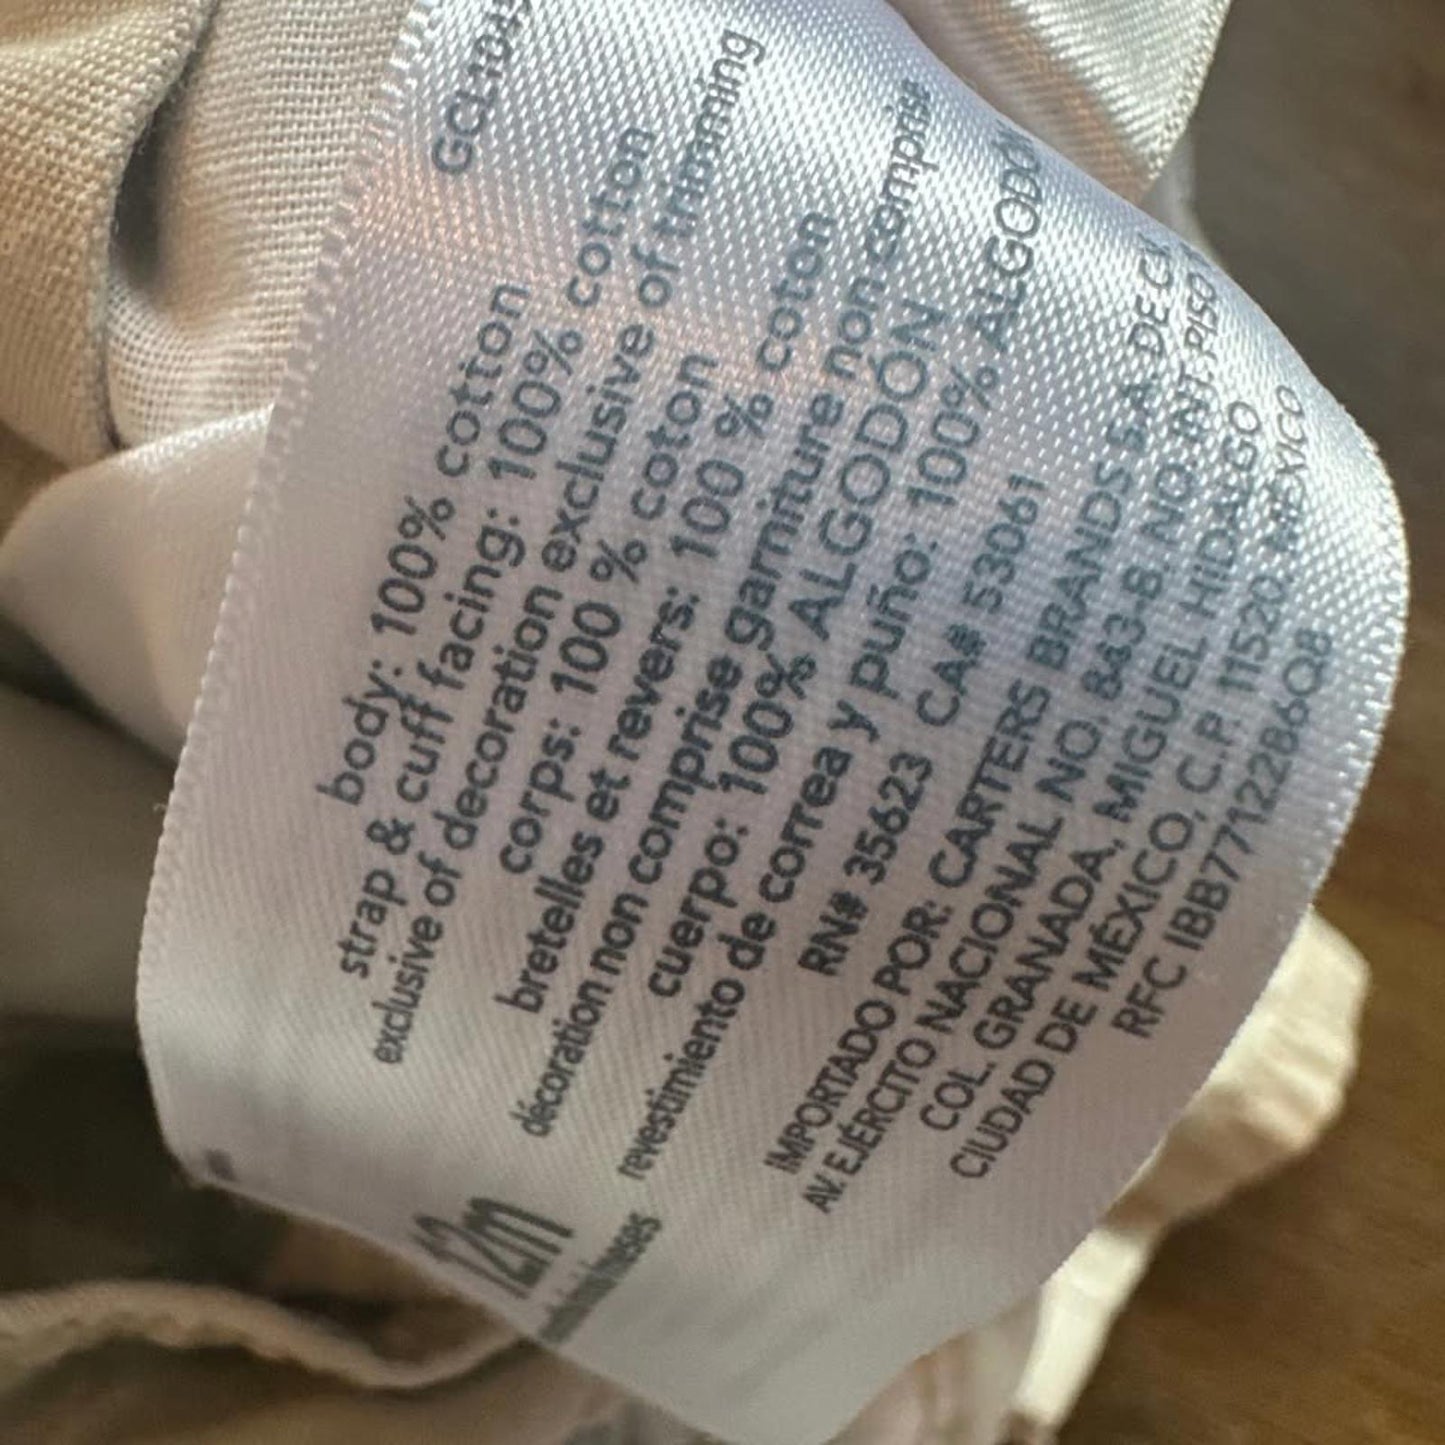 body: 100% cotton
strap & cuff facing: 100% cotton
exclusive of decoration exclusive of trimming
corps: 100 % coton
bretelles et revers: 100 % coton
décoration non comprise garniture non comprise
cuerpo: 100% ALGODÓN
revestimiento de correa y puño: 100% ALGODÓN
RN# 35623 CA# 53061
IMPORTADO POR: CARTERS BRANDS S.A. DE C.V.
AV. EJÉRCITO NACIONAL NO. 843-B, NO. INT. PISO
COL. GRANADA, MIGUEL HIDALGO
CIUDAD DE MÉXICO, C.P. 11520, MÉXICO
RFC IBB7712286Q8
12m